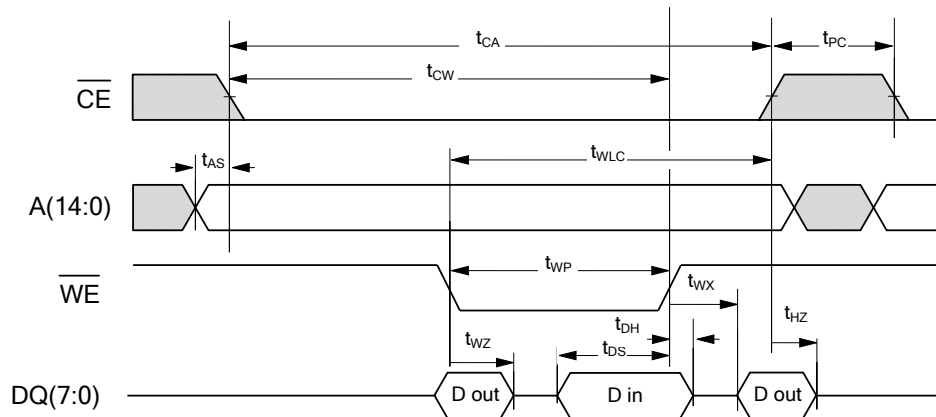 tCA
tPC
tCW
CE
tAS
tWLC
A(14:0)
tWP
WE
tWX
tDH
tHZ
tWZ
tDS
DQ(7:0)
D out
D in
D out